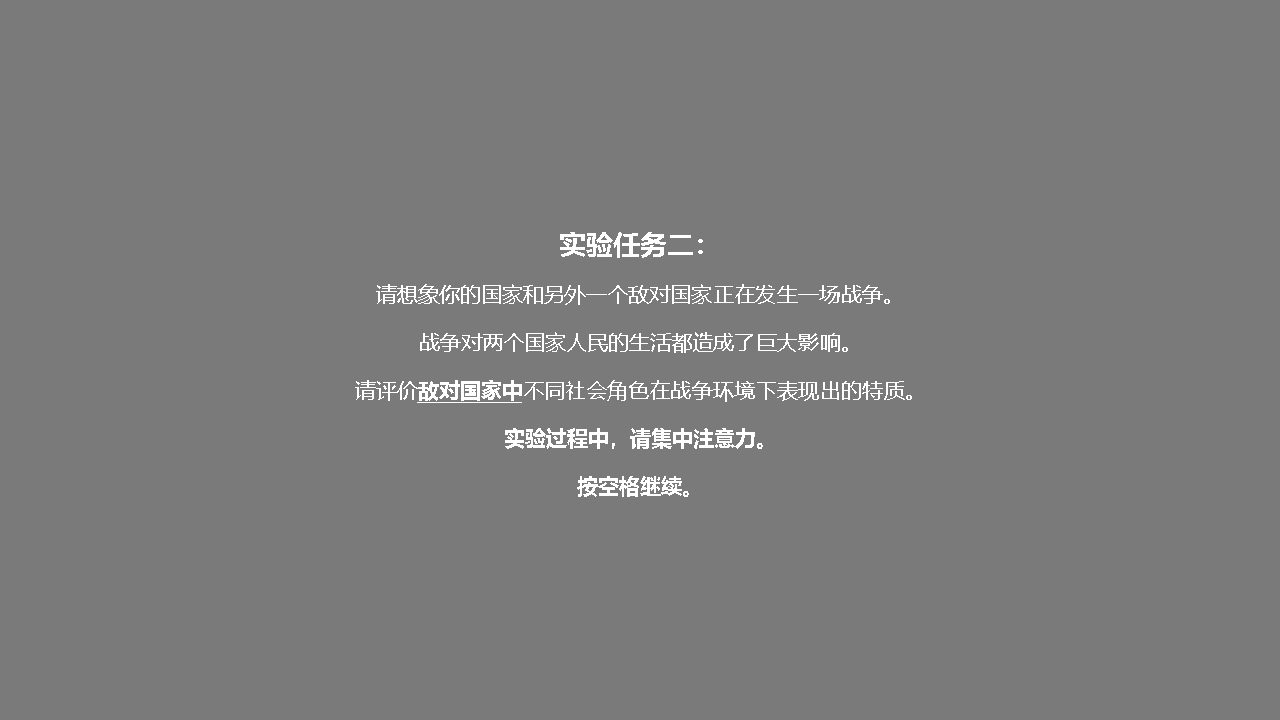 实验任务二：
请想象你的国家和另外一个敌对国家正在发生一场战争。
战争对两个国家人民的生活都造成了巨大影响。
请评价敌对国家中不同社会角色在战争环境下表现出的特质。
实验过程中，请集中注意力。
按空格继续。